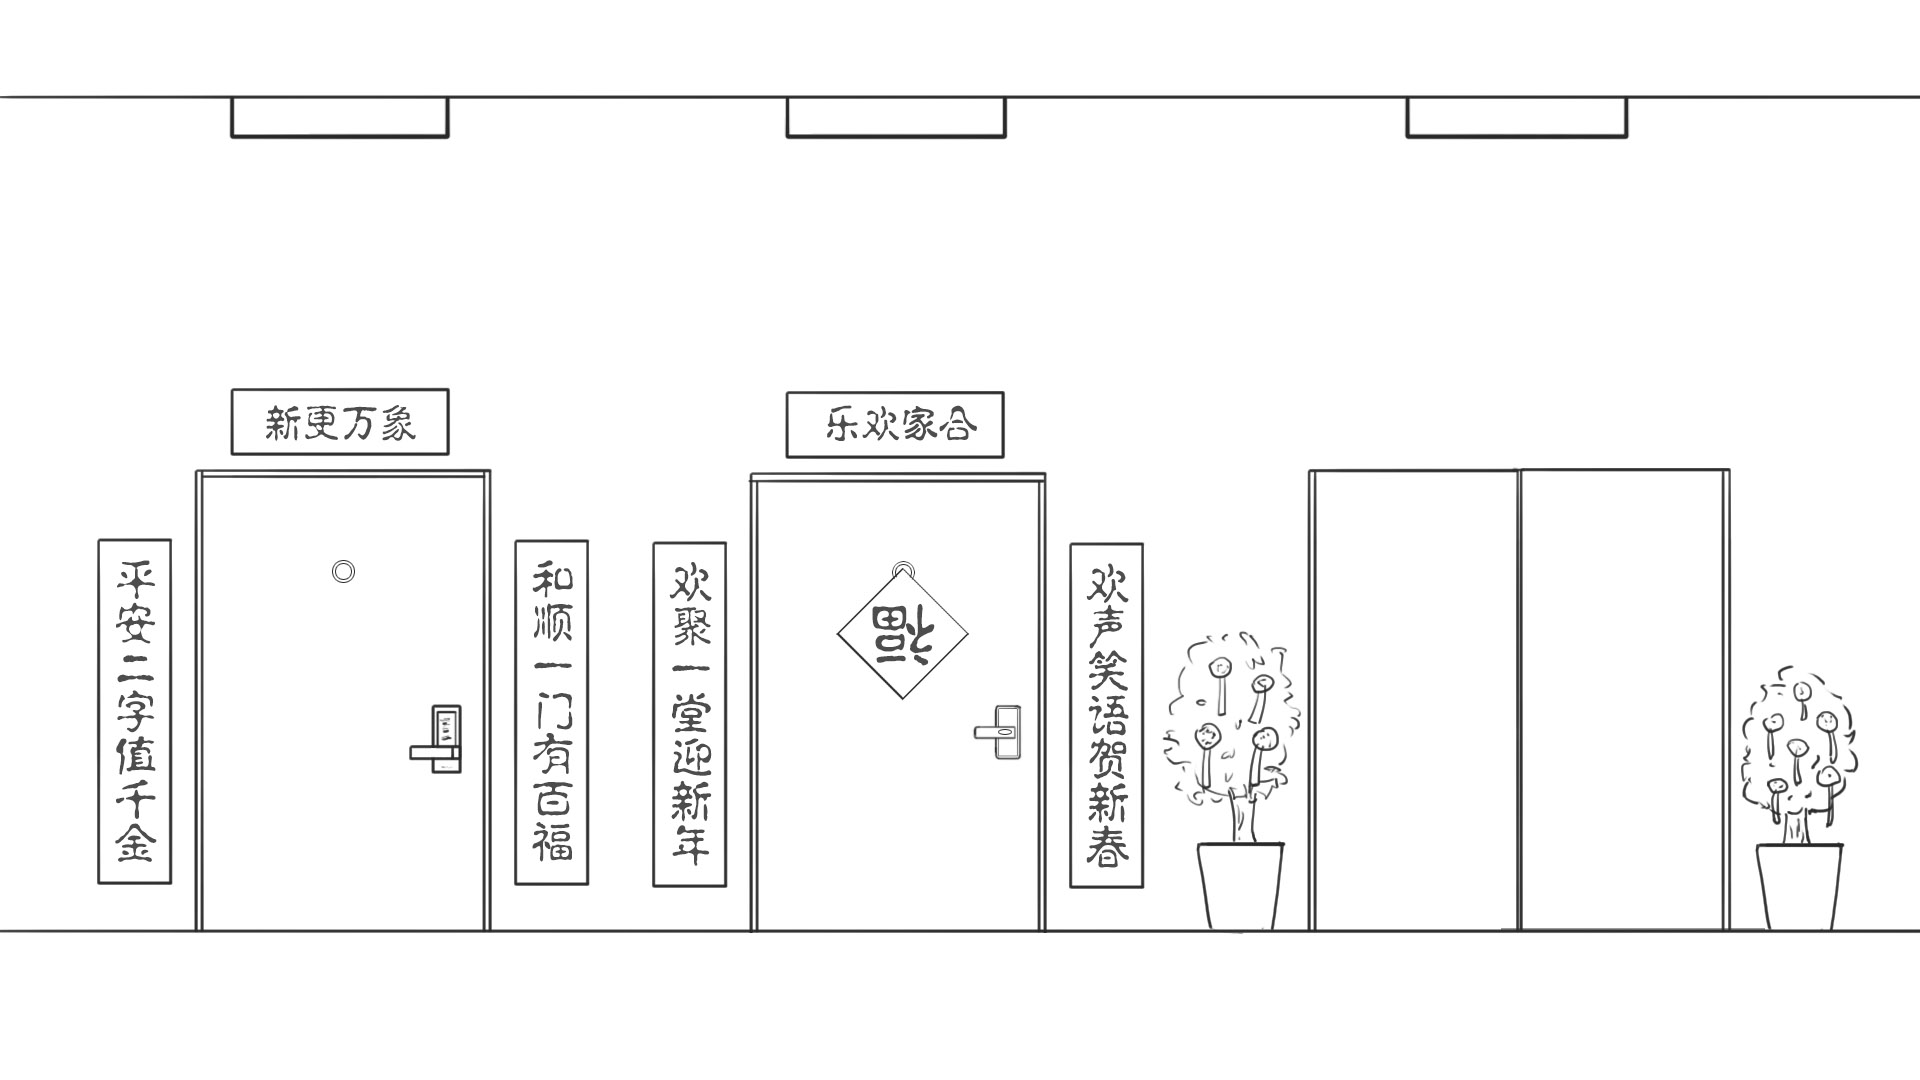 新更万象
平安二字值千金
和顺一门有百福
乐欢家合
欢聚一堂迎新年
福
欢声笑语贺新春